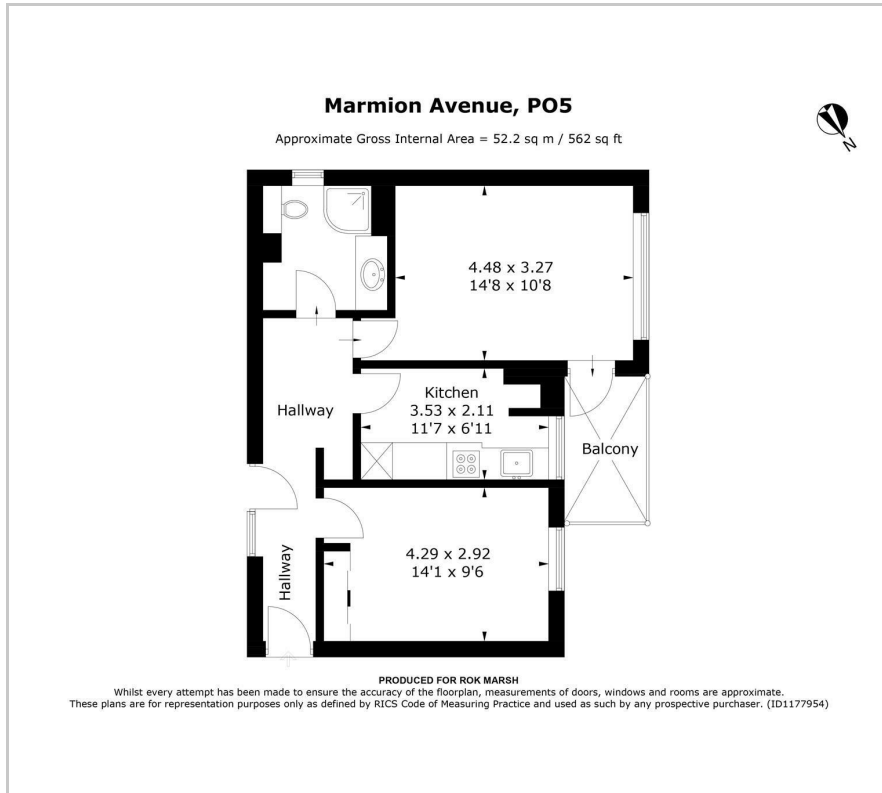 Marmion Avenue, PO5
Approximate Gross Internal Area = 52.2 sq m / 562 sq ft
N
4.48 x 3.27
14'8 x 10'8
Kitchen
3.53 x 2.11
11'7 x 6'11
Hallway
Balcony
4.29 x 2.92
14'1 x 9'6
Hallway
PRODUCED FOR ROK MARSH
Whilst every attempt has been made to ensure the accuracy of the floorplan, measurements of doors, windows and rooms are approximate.
These plans are for representation purposes only as defined by RICS Code of Measuring Practice and used as such by any prospective purchaser. (ID1177954)